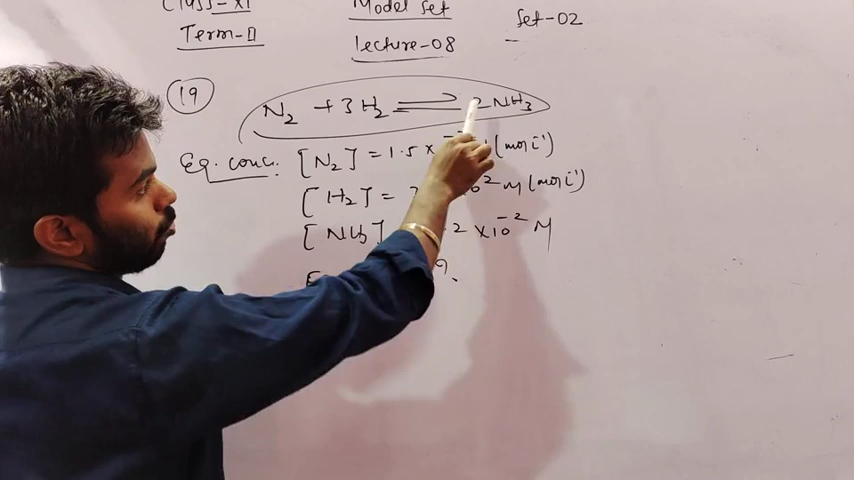 Class-XI
Model Set
Set-02
Term-II
Lecture-08
19
N₂ + 3H₂ ⇌ 2NH₃
Eq. conc: [N₂] = 1.5 × (mol L⁻¹)
[H₂] = 10⁻² M (mol L⁻¹)
[NH₃] 2 × 10⁻² M